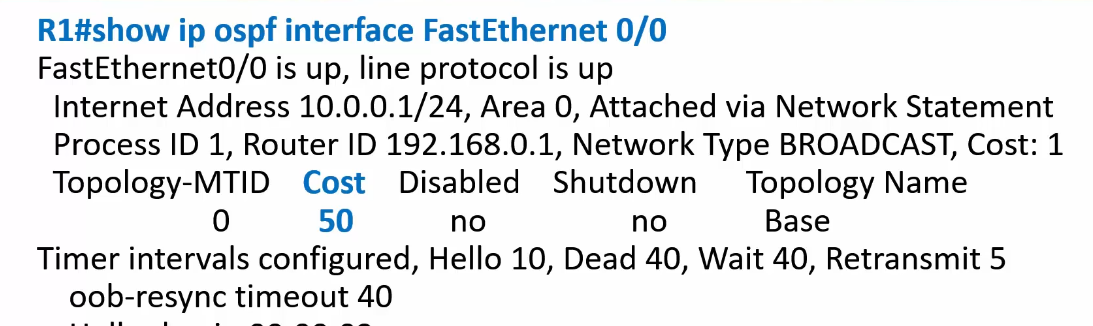 R1#show ip ospf interface FastEthernet 0/0
FastEthernet0/0 is up, line protocol is up
Internet Address 10.0.0.1/24, Area 0, Attached via Network Statement
Process ID 1, Router ID 192.168.0.1, Network Type BROADCAST, Cost: 1
Topology-MTID Cost Disabled Shutdown Topology Name
0 50 no no Base
Timer intervals configured, Hello 10, Dead 40, Wait 40, Retransmit 5
oob-resync timeout 40